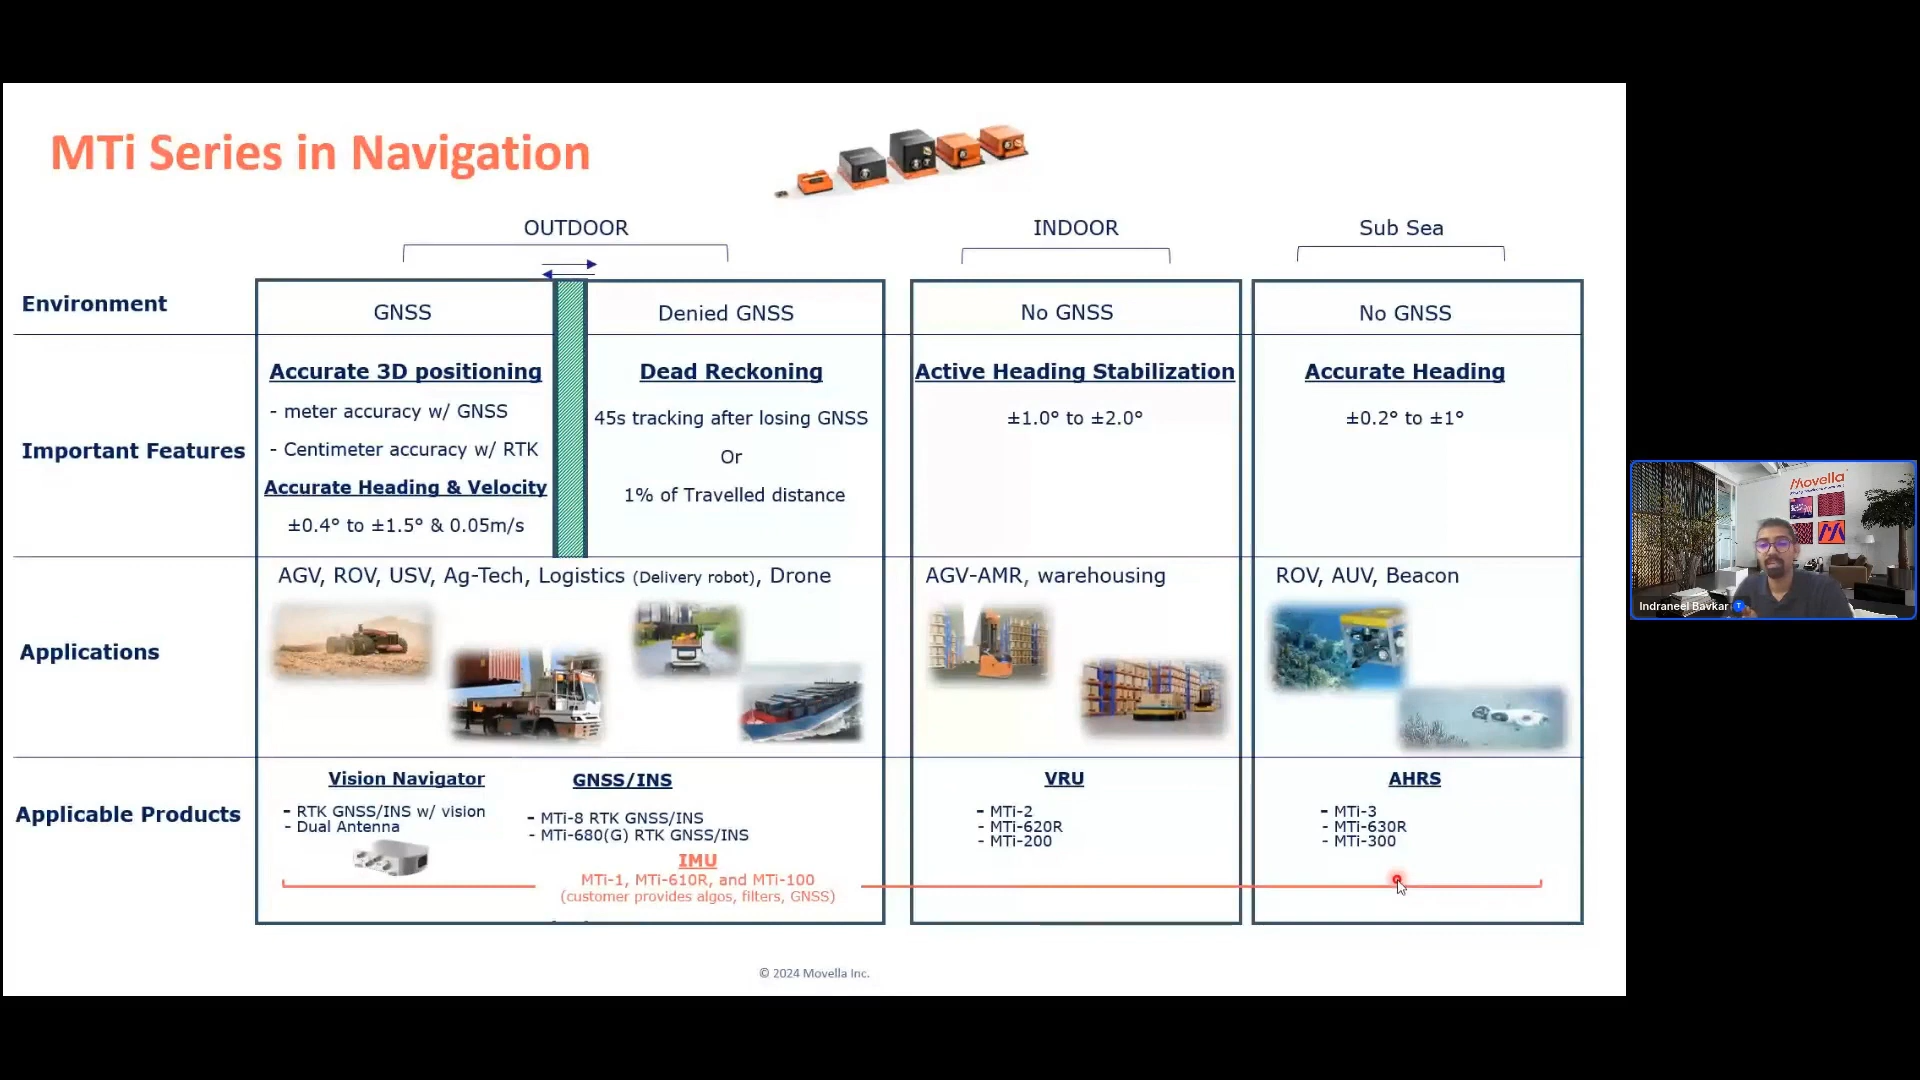 MTi Series in Navigation
OUTDOOR
INDOOR
Sub Sea
Environment
GNSS
Denied GNSS
No GNSS
No GNSS
Important Features
Accurate 3D positioning
- meter accuracy w/ GNSS
- Centimeter accuracy w/ RTK
Accurate Heading & Velocity
±0.4° to ±1.5° & 0.05m/s
Dead Reckoning
45s tracking after losing GNSS
Or
1% of Travelled distance
Active Heading Stabilization
±1.0° to ±2.0°
Accurate Heading
±0.2° to ±1°
Applications
AGV, ROV, USV, Ag-Tech, Logistics (Delivery robot), Drone
AGV-AMR, warehousing
ROV, AUV, Beacon
Applicable Products
Vision Navigator
- RTK GNSS/INS w/ vision
- Dual Antenna
GNSS/INS
- MTi-8 RTK GNSS/INS
- MTi-680(G) RTK GNSS/INS
IMU
MTi-1, MTi-610R, and MTi-100
(customer provides algos, filters, GNSS)
VRU
- MTi-2
- MTi-620R
- MTi-200
AHRS
- MTi-3
- MTi-630R
- MTi-300
© 2024 Movella Inc.
Movella
Indraneel Bavkar